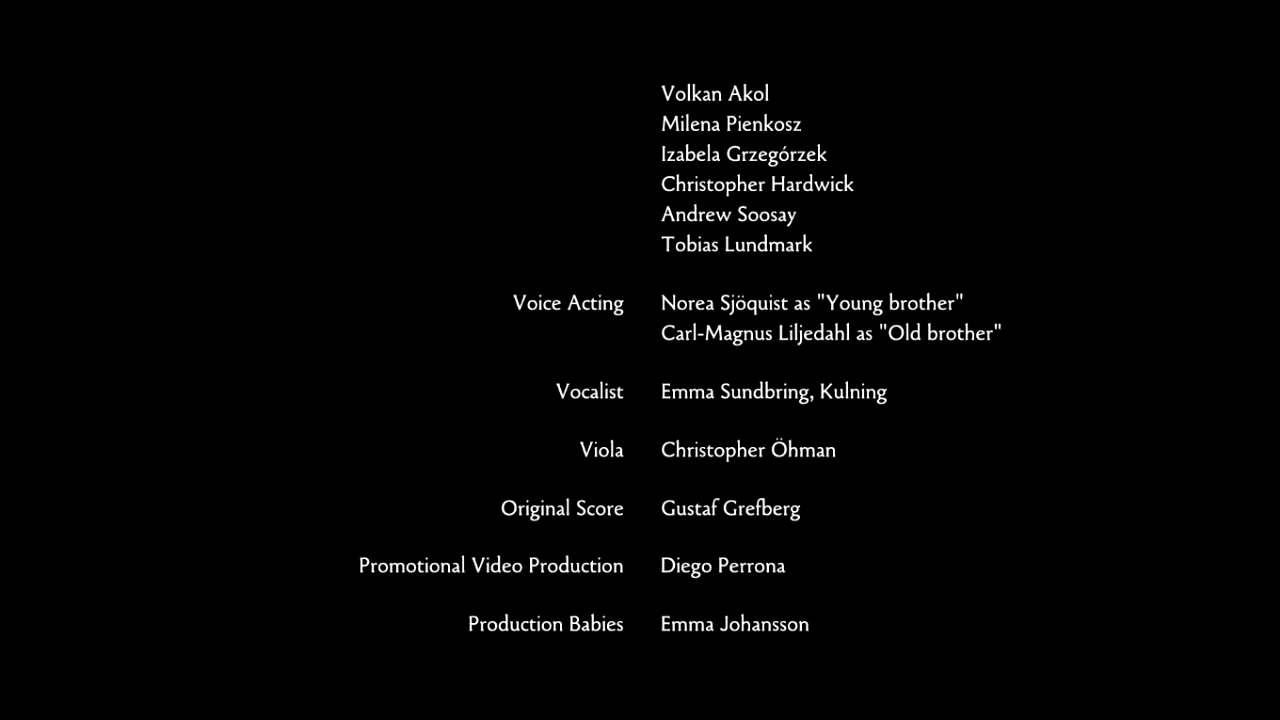 Volkan Akol
Milena Pienkosz
Izabela Grzegórzek
Christopher Hardwick
Andrew Soosay
Tobias Lundmark
Voice Acting Norea Sjöquist as "Young brother"
Carl-Magnus Liljedahl as "Old brother"
Vocalist Emma Sundbring, Kulning
Viola Christopher Öhman
Original Score Gustaf Grefberg
Promotional Video Production Diego Perrona
Production Babies Emma Johansson